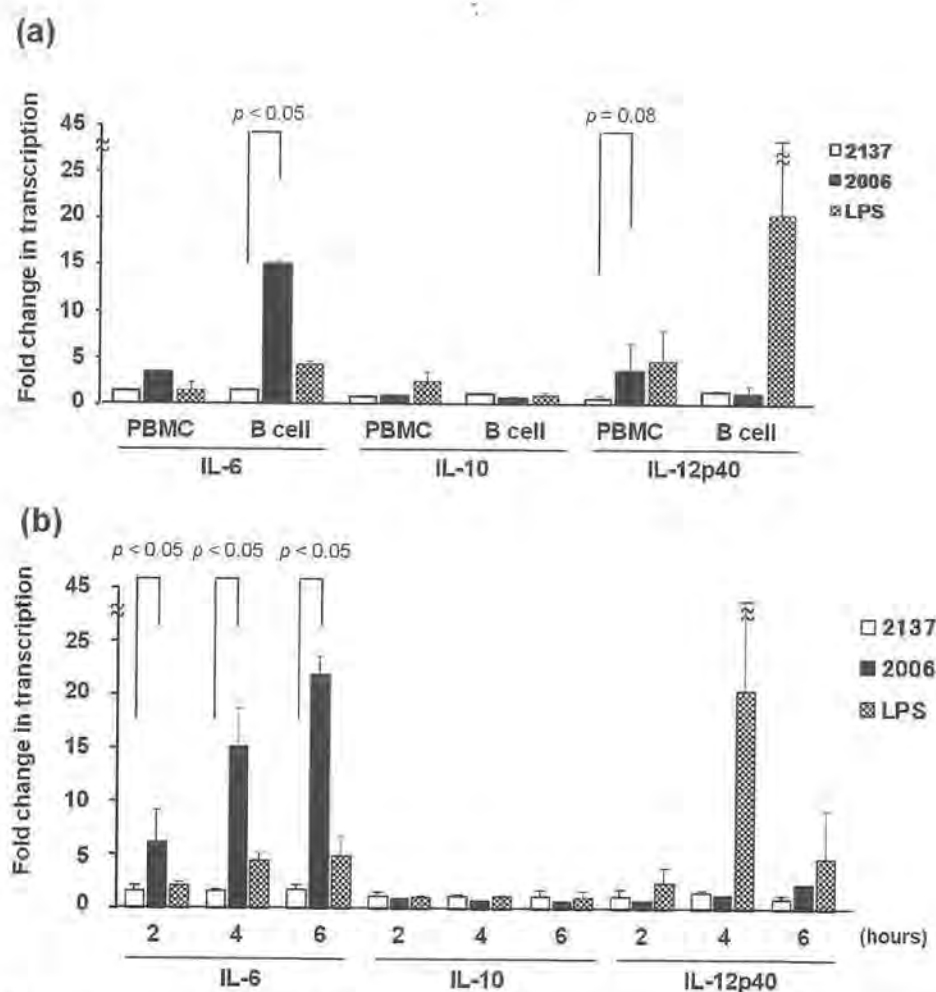 (a)
Fold change in transcription
45
25
20
15
10
5
0
p < 0.05
p = 0.08
2137
2006
LPS
PBMC B cell PBMC B cell PBMC B cell
IL-6 IL-10 IL-12p40
(b)
Fold change in transcription
p < 0.05 p < 0.05 p < 0.05
45
25
20
15
10
5
0
2137
2006
LPS
2 4 6 2 4 6 2 4 6 (hours)
IL-6 IL-10 IL-12p40